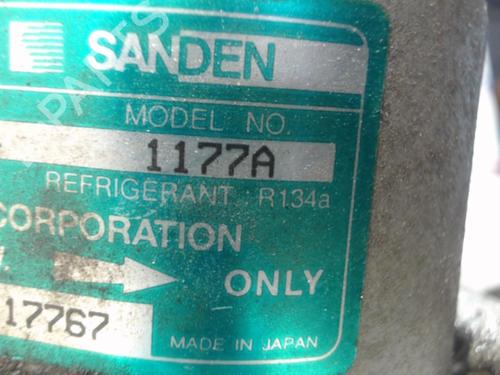 SANDEN
MODEL NO.
1177A
REFRIGERANT : R134a
CORPORATION
ONLY
17767
MADE IN JAPAN